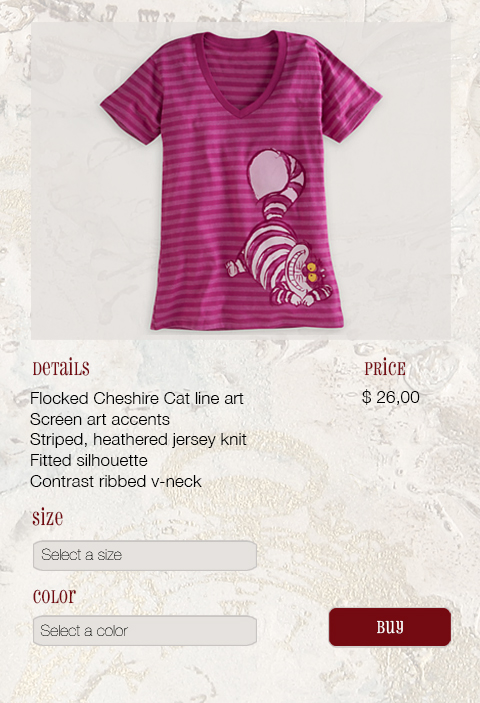 Details
Flocked Cheshire Cat line art
Screen art accents
Striped, heathered jersey knit
Fitted silhouette
Contrast ribbed v-neck
Price
$ 26,00
size
Select a size
color
Select a color
Buy